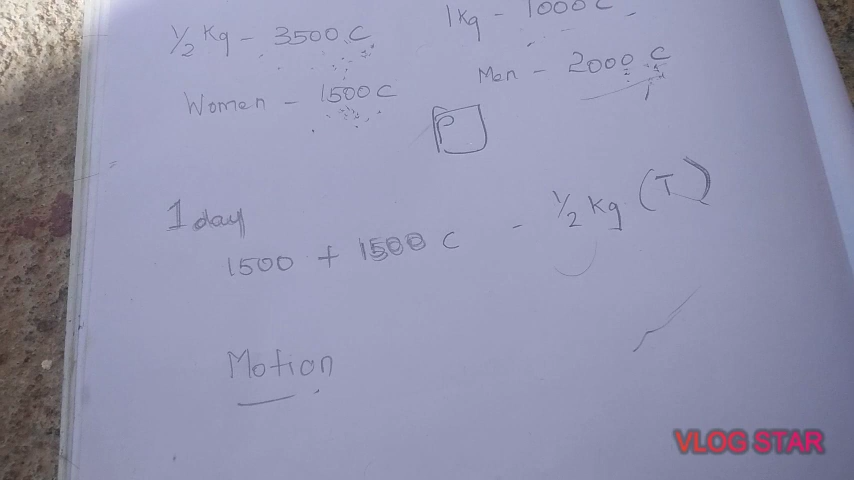 ½ Kg - 3500 C
1 Kg - 1000 C -
Women - 1500 C
Men - 2000 C
P
1 day
1500 + 1500 C - ½ Kg (T)
Motion
VLOG STAR